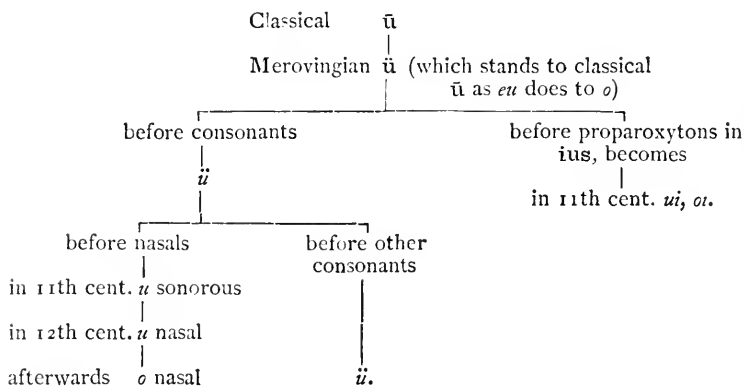 Classical ū
Merovingian ü (which stands to classical
ū as eu does to o)
before consonants
ü
before proparoxytons in
ius, becomes
in 11th cent. ui, oi.
before nasals
in 11th cent. u sonorous
in 12th cent. u nasal
afterwards o nasal
before other
consonants
ü.